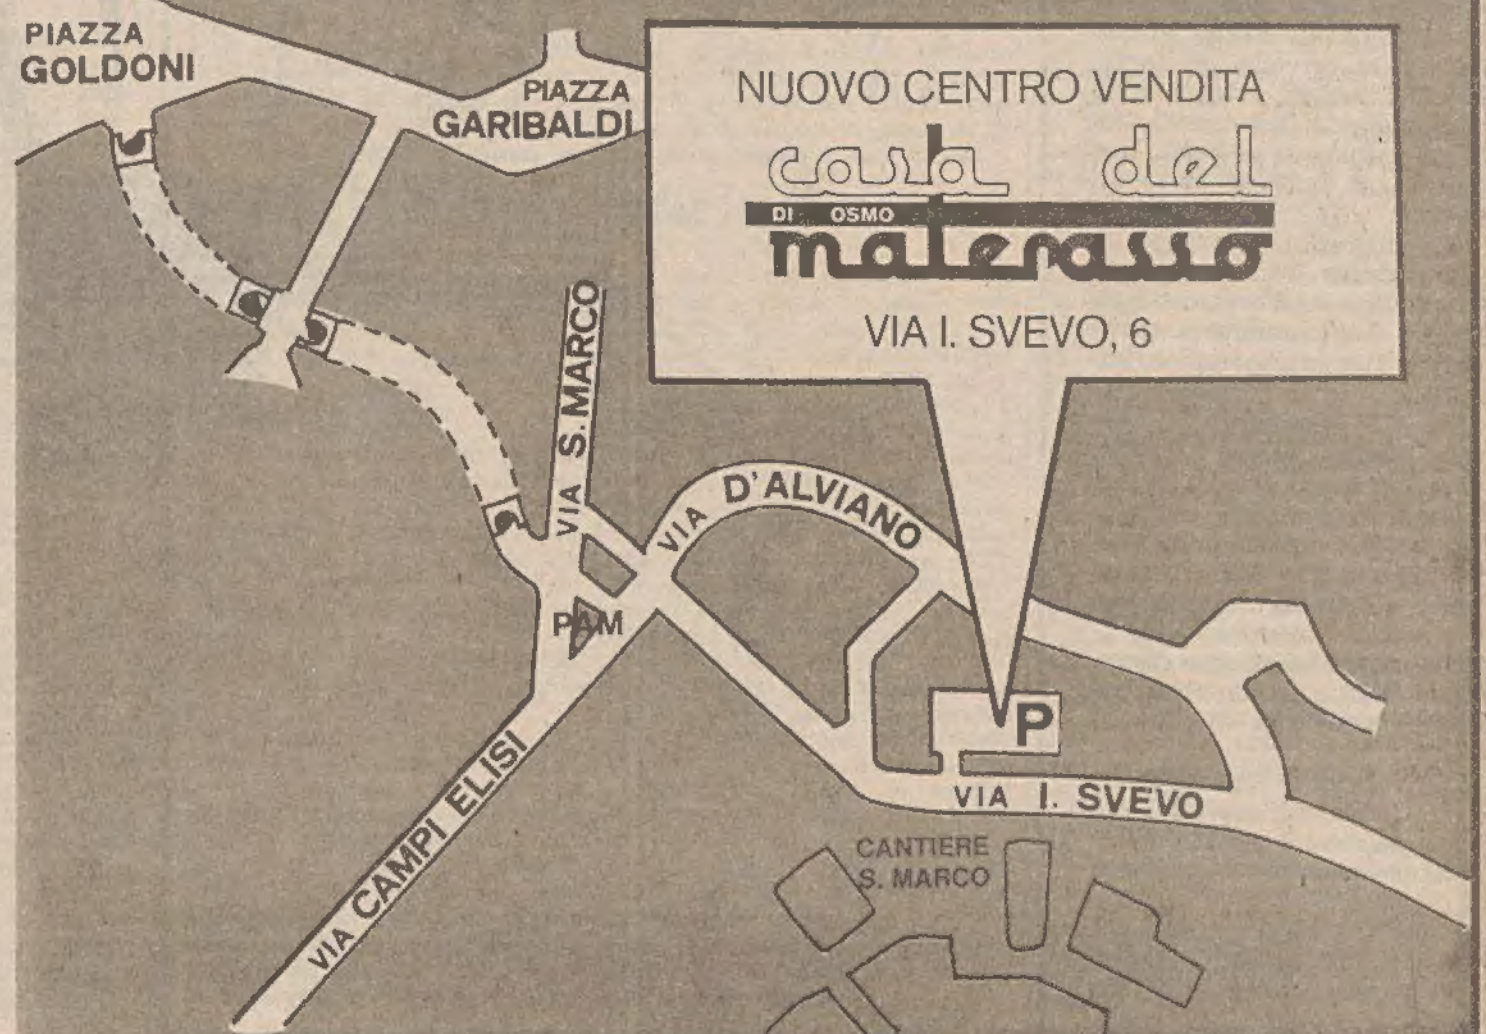 PIAZZA
GOLDONI
PIAZZA
GARIBALDI
NUOVO CENTRO VENDITA
casa del
DI OSMO
materasso
VIA I. SVEVO, 6
VIA S. MARCO
VIA D'ALVIANO
PAM
P
VIA I. SVEVO
VIA CAMPI ELISI
CANTIERE
S. MARCO